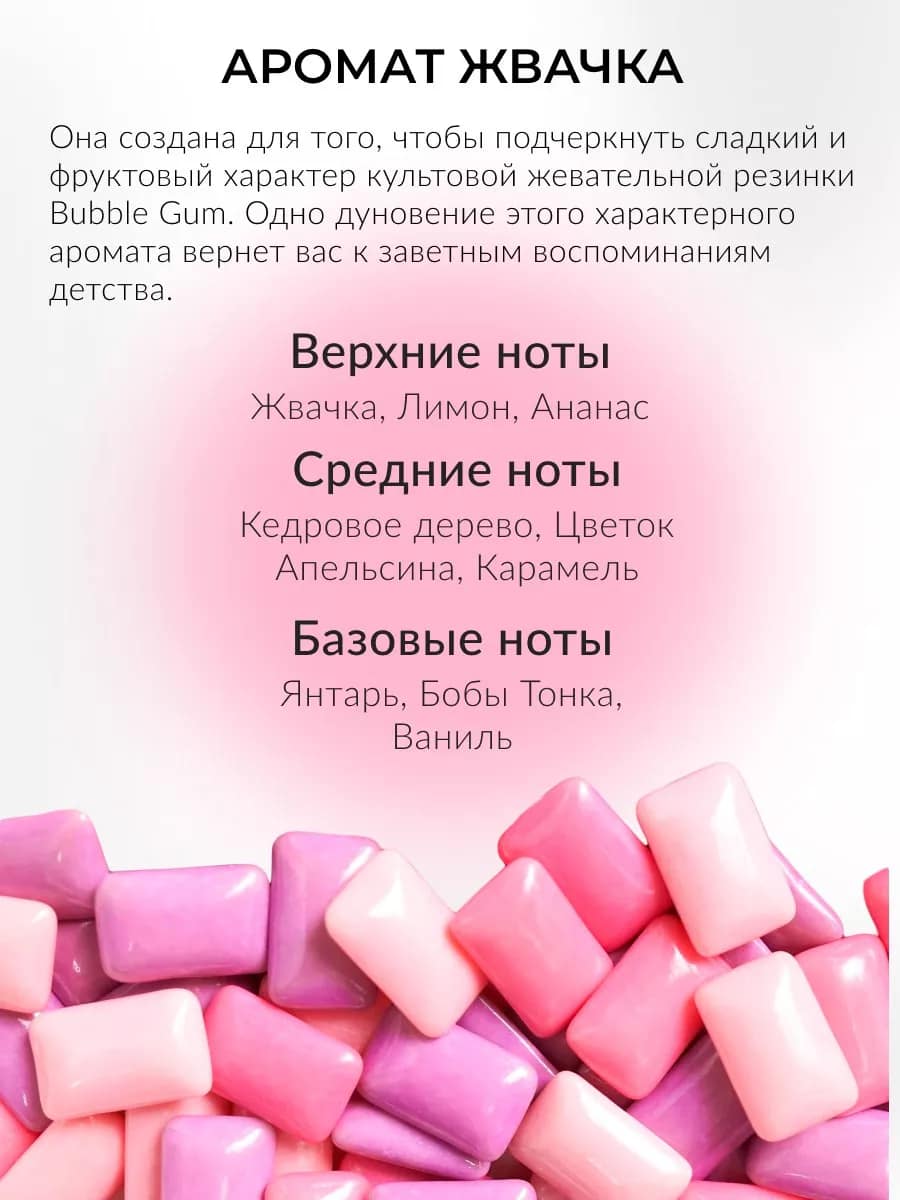 АРОМАТ ЖВАЧКА
Она создана для того, чтобы подчеркнуть сладкий и
фруктовый характер культовой жевательной резинки
Bubble Gum. Одно дуновение этого характерного
аромата вернет вас к заветным воспоминаниям
детства.
Верхние ноты
Жвачка, Лимон, Ананас
Средние ноты
Кедровое дерево, Цветок
Апельсина, Карамель
Базовые ноты
Янтарь, Бобы Тонка,
Ваниль